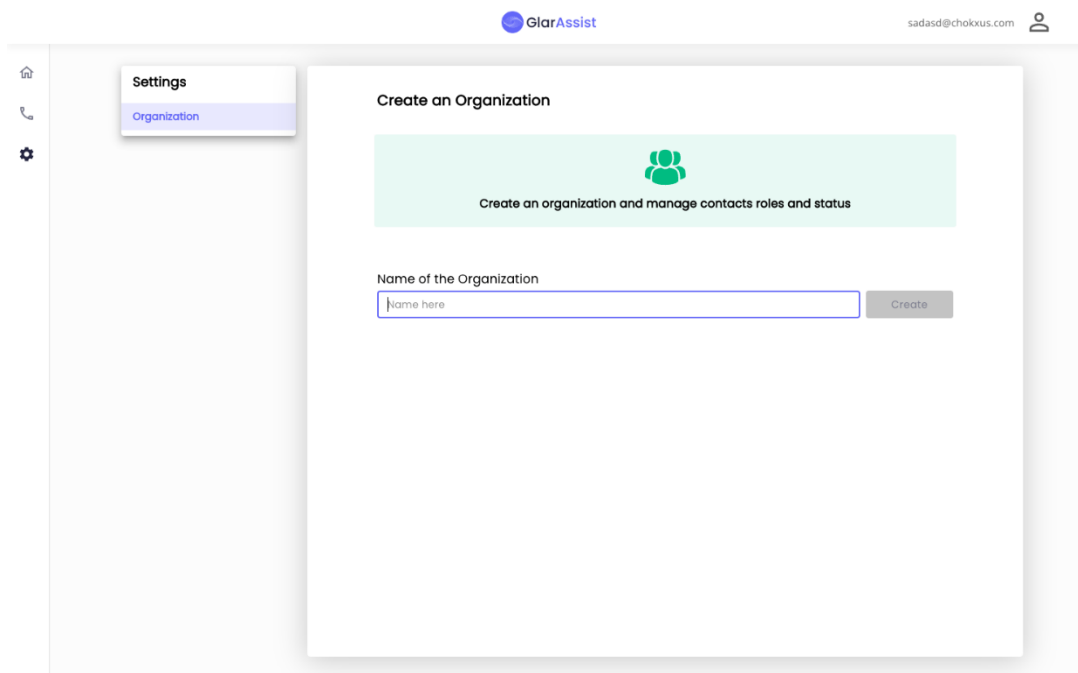 GlarAssist
sadasd@chokxus.com
Settings
Organization
Create an Organization
Create an organization and manage contacts roles and status
Name of the Organization
Name here
Create